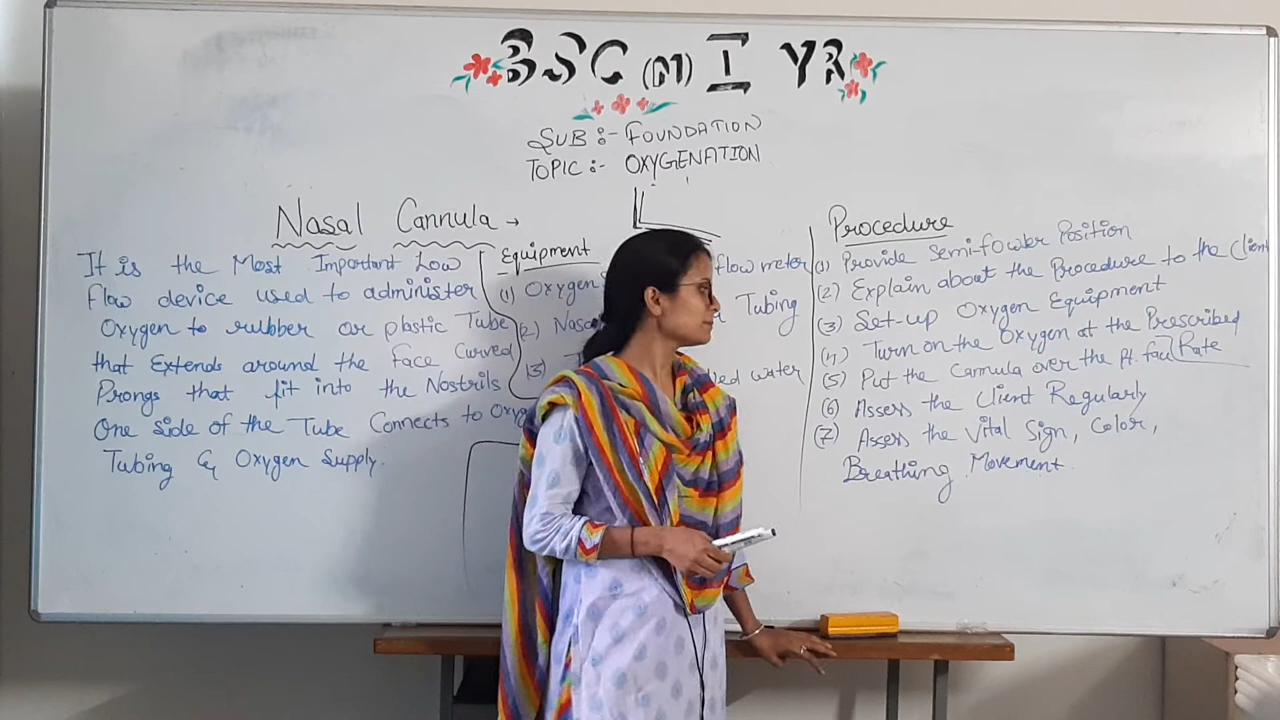 BSC (N) I YR
SUB :- FOUNDATION
TOPIC :- OXYGENATION
Nasal Cannula →
It is the Most Important Low
flow device used to administer
Oxygen to rubber or plastic Tube
that Extends around the Face Curved
Prongs that fit into the Nostrils
One Side of the Tube Connects to Oxyg
Tubing & Oxygen Supply.
Equipment
(1) Oxygen flow meter
(2) Tubing
(3) water
Procedure
(1) Provide Semi-fowler Position
(2) Explain about the Procedure to the Client
(3) Set-up Oxygen Equipment
(4) Turn on the Oxygen at the Prescribed
Rate
(5) Put the Cannula over the Pt. face
(6) Assess the Client Regularly
(7) Assess the Vital Sign, Color,
Breathing Movement.